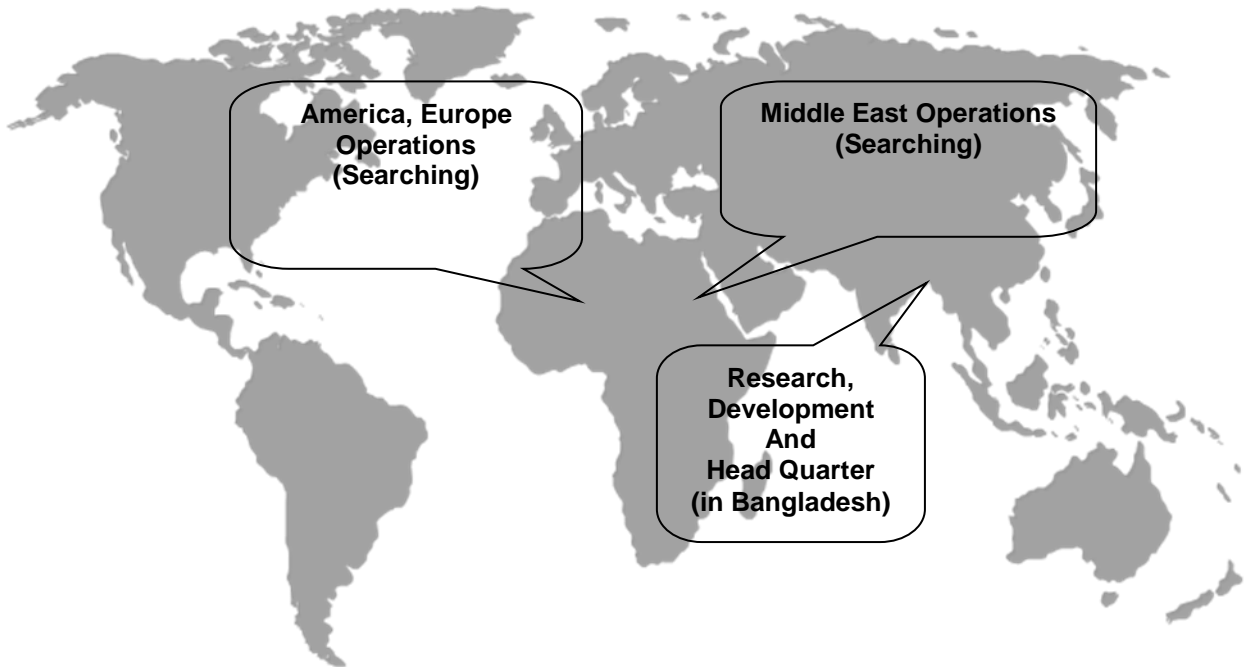 America, Europe
Operations
(Searching)
Middle East Operations
(Searching)
Research,
Development
And
Head Quarter
(in Bangladesh)